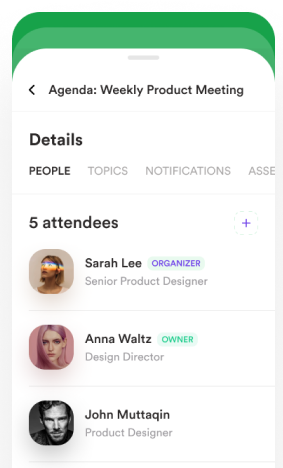 Agenda: Weekly Product Meeting
Details
PEOPLE TOPICS NOTIFICATIONS ASSE
5 attendees +
Sarah Lee ORGANIZER
Senior Product Designer
Anna Waltz OWNER
Design Director
John Muttaqin
Product Designer